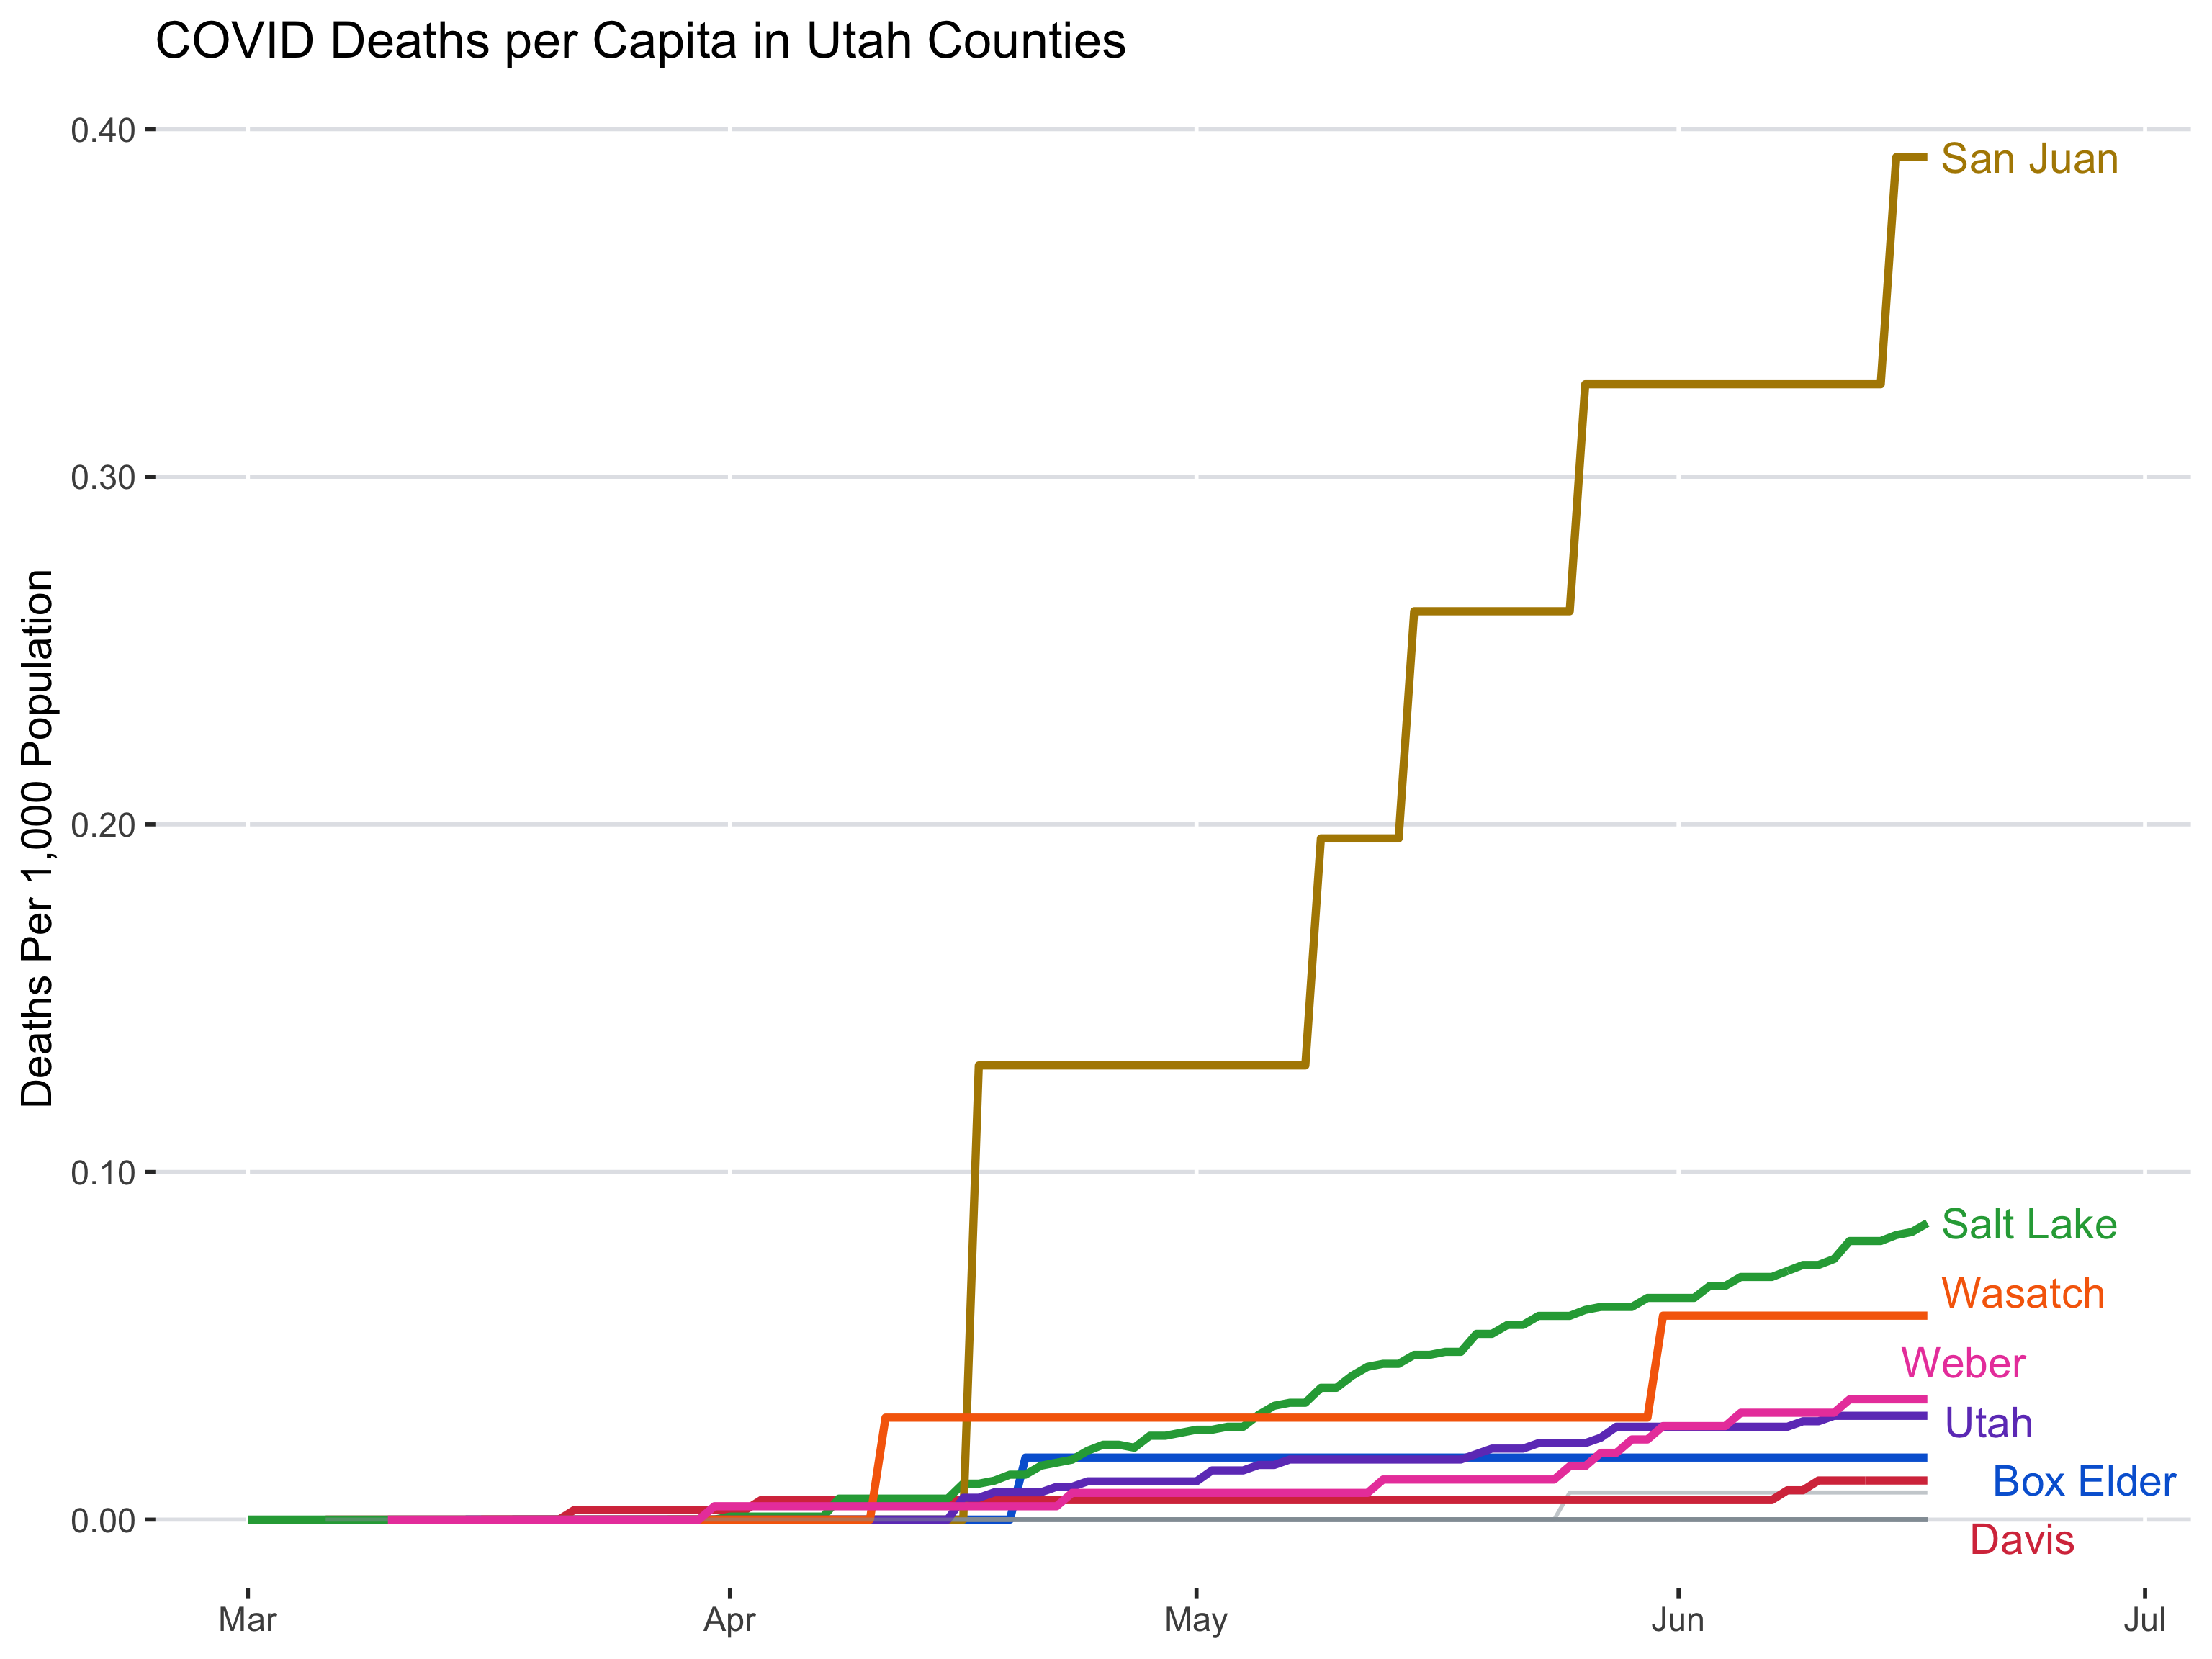 COVID Deaths per Capita in Utah Counties
Deaths Per 1,000 Population
0.40
0.30
0.20
0.10
0.00
San Juan
Salt Lake
Wasatch
Weber
Utah
Box Elder
Davis
Mar
Apr
May
Jun
Jul